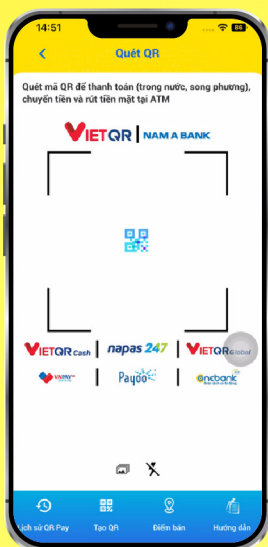 14:51
86
Quét QR
Quét mã QR để thanh toán (trong nước, song phương),
chuyển tiền và rút tiền mặt tại ATM
VIETQR NAM A BANK
VIETQR Cash napas 247 VIETQR Global
VNPAY Payoo Onebank
Lịch sử QR Pay Tạo QR Điểm bán Hướng dẫn